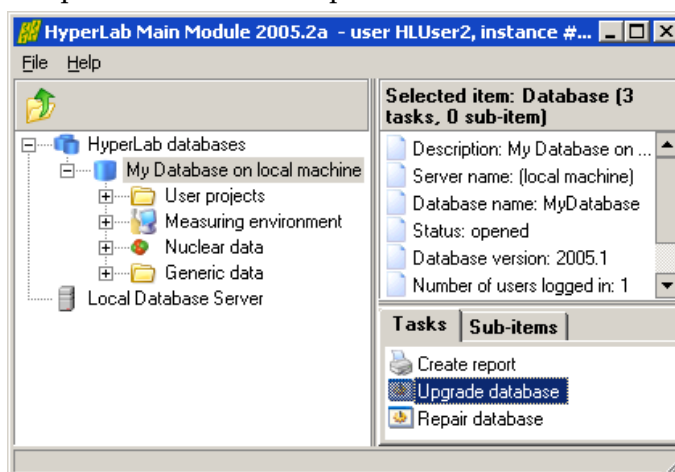 HyperLab Main Module 2005.2a - user HLUser2, instance #...
File Help
Selected item: Database (3
tasks, 0 sub-item)
HyperLab databases
My Database on local machine
User projects
Measuring environment
Nuclear data
Generic data
Local Database Server
Description: My Database on ...
Server name: (local machine)
Database name: MyDatabase
Status: opened
Database version: 2005.1
Number of users logged in: 1
Tasks Sub-items
Create report
Upgrade database
Repair database